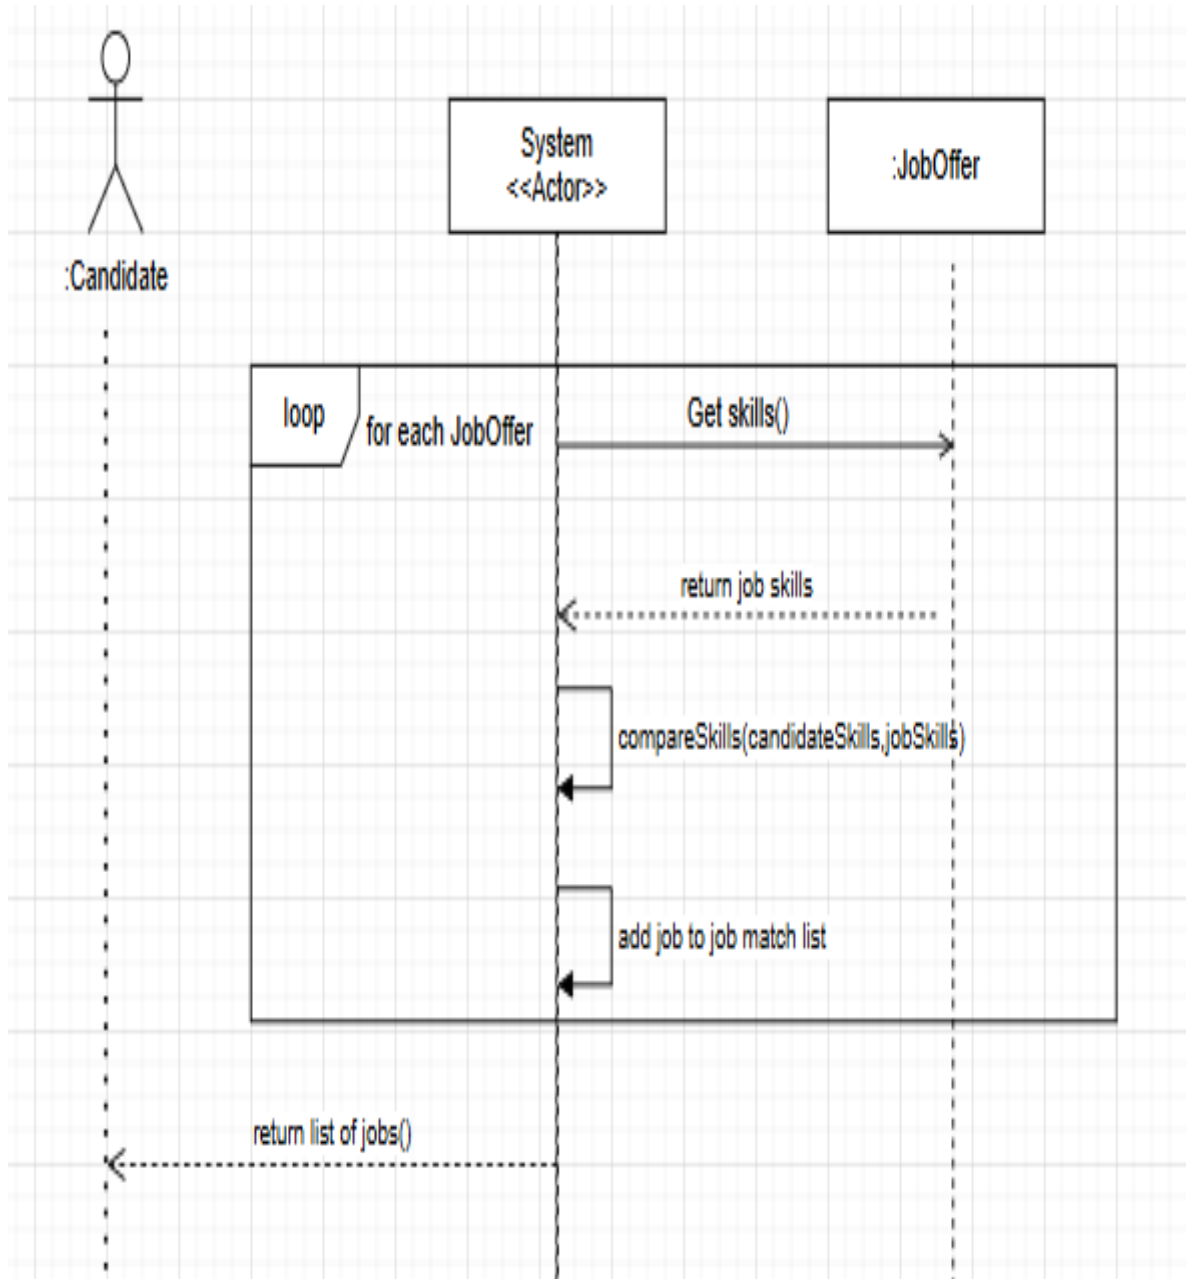 System
<<Actor>>
:JobOffer
:Candidate
loop
for each JobOffer
Get skills()
return job skills
compareSkills(candidateSkills,jobSkills)
add job to job match list
return list of jobs()